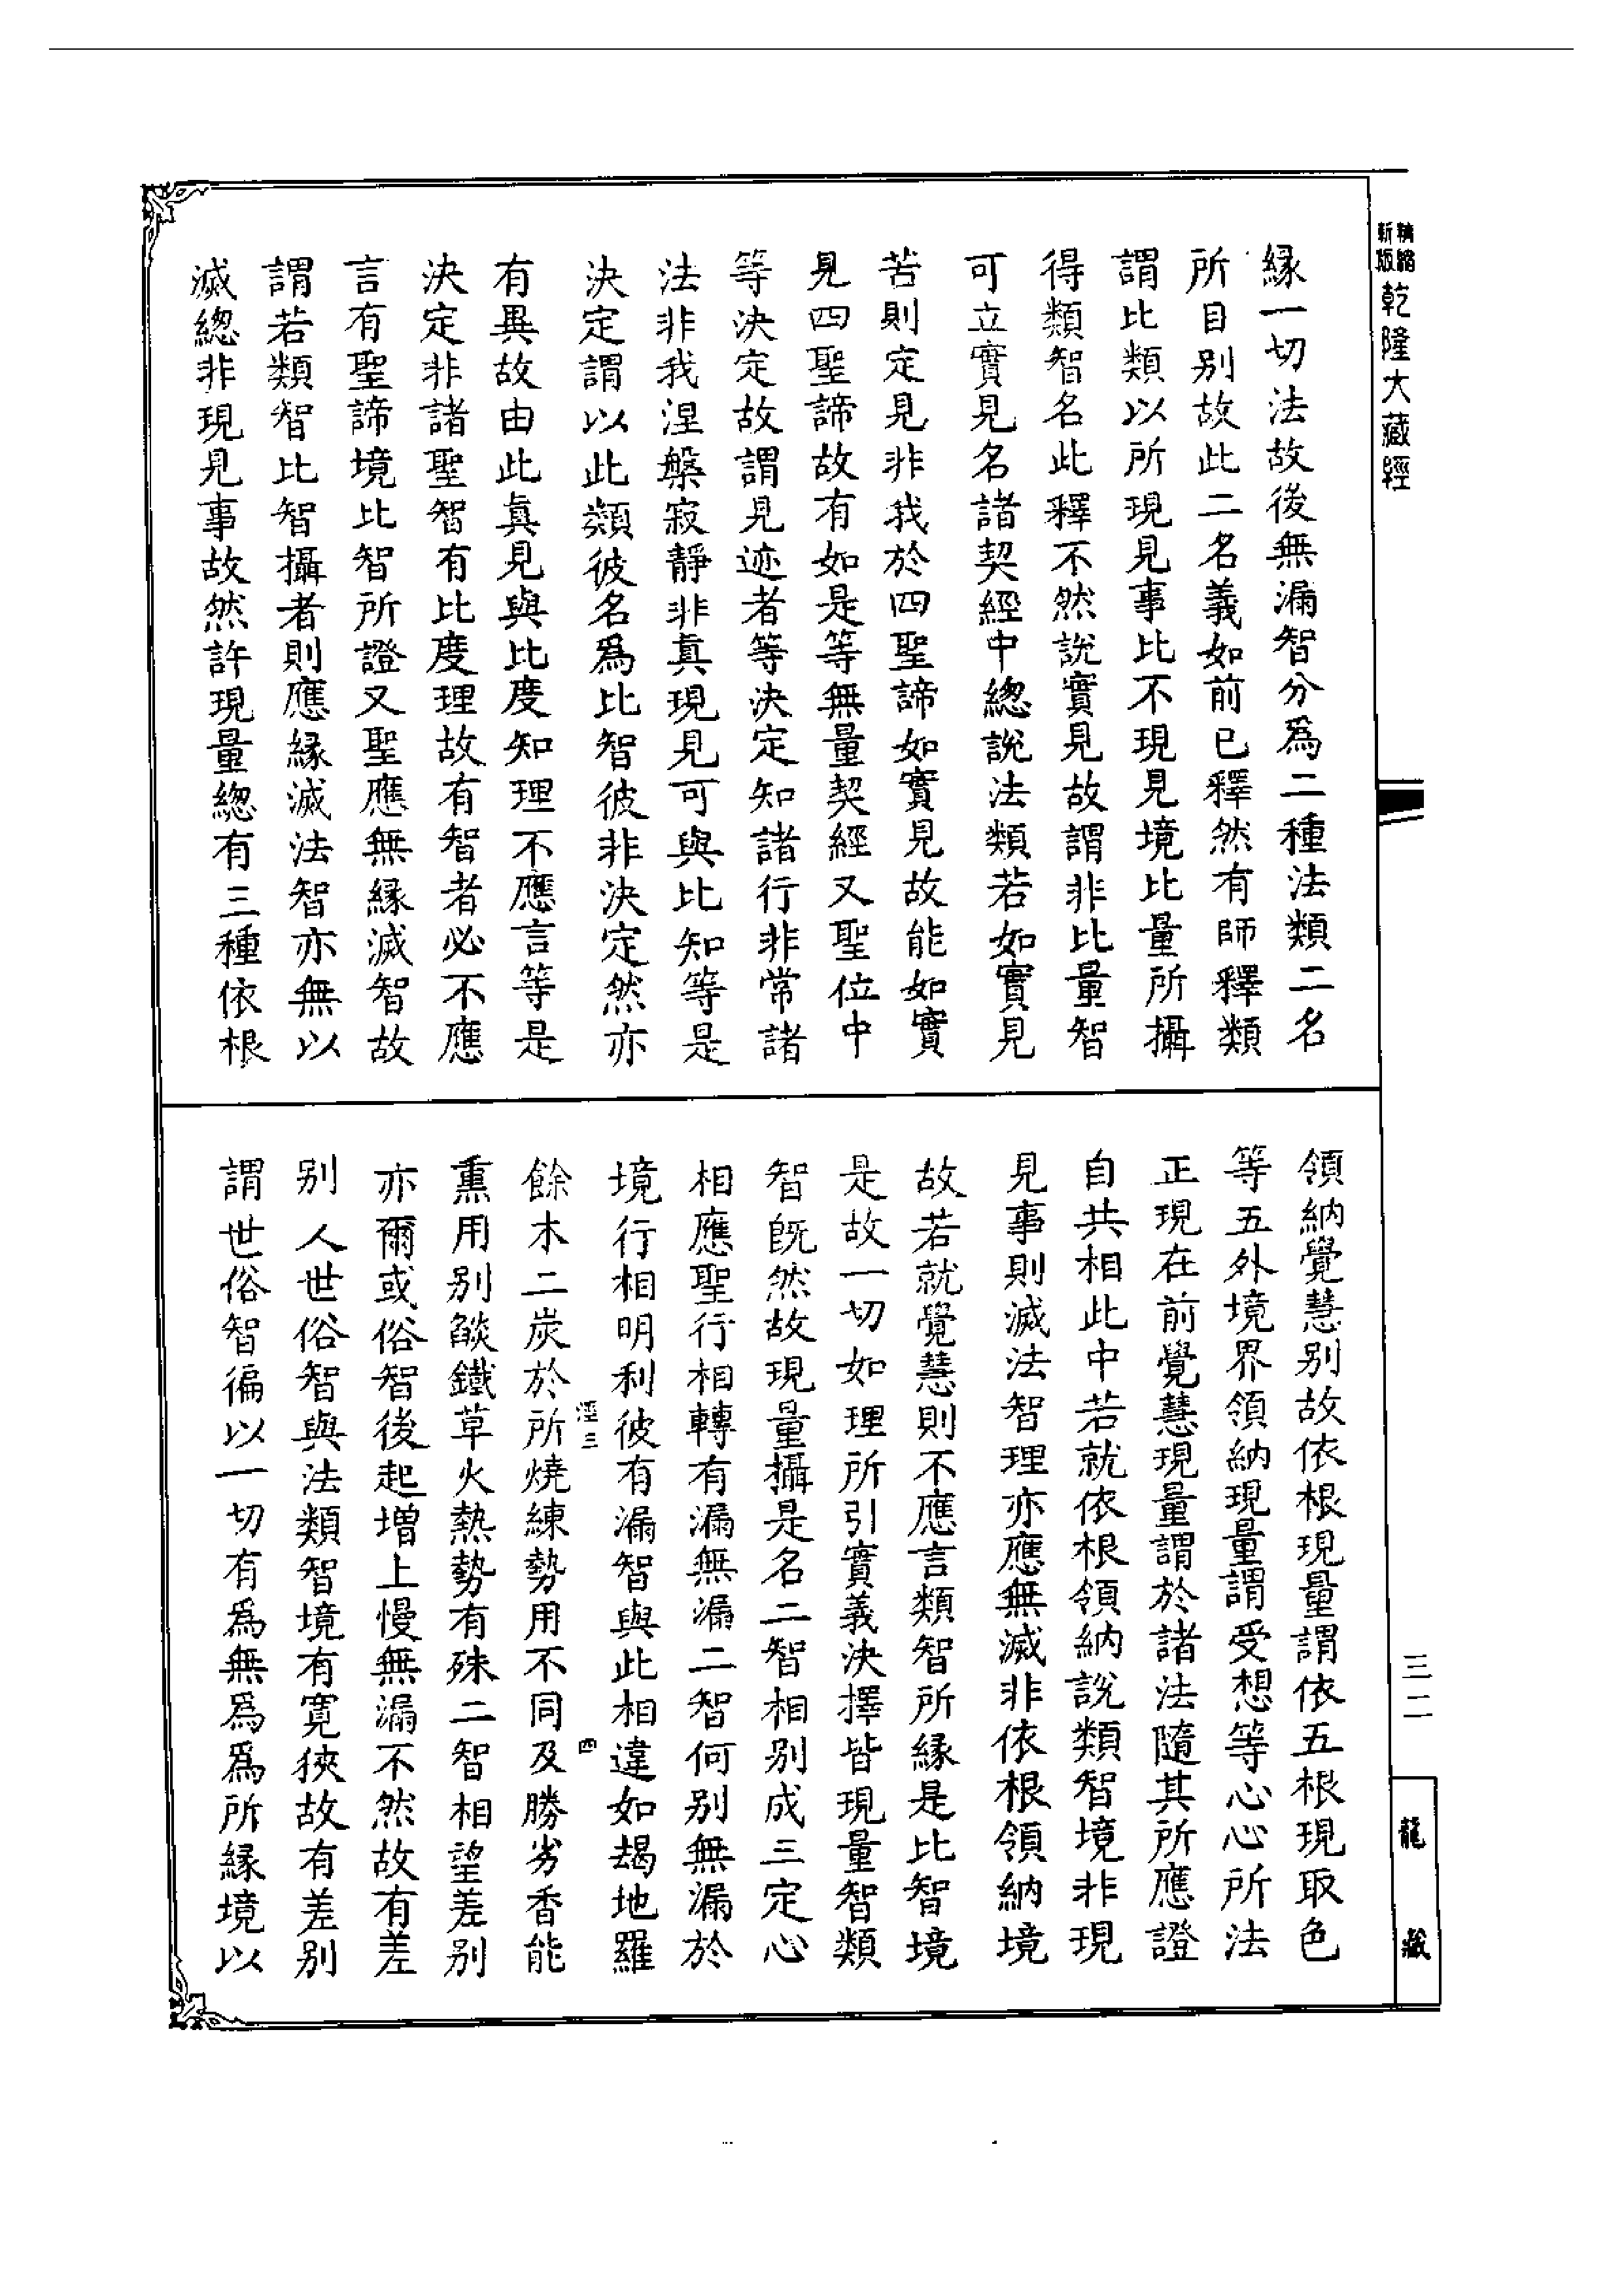 精縮新版乾隆大藏經
緣一切法故後無漏智分爲二種法類二名
所目别故此二名義如前已釋然有師釋類
謂比類以所現見事比不現見境比量所攝
得類智名此釋不然說實見故謂非比量智
可立實見名諸契經中總說法類若如實見
苦則定見非我於四聖諦如實見故能如實
見四聖諦故有如是等無量契經又聖位中
等決定故謂見迹者等決定知諸行非常諸
法非我涅槃寂靜非真現見可與比知等是
決定謂以此類彼名爲比智彼非決定然亦
有異故由此真見與比度知理不應言等是
決定非諸聖智有比度理故有智者必不應
言有聖諦境比智所證又聖應無緣滅智故
謂若類智比智攝者則應緣滅法智亦無以
滅總非現見事故然許現量總有三種依根
領納覺慧别故依根現量謂依五根現取色
等五外境界領納現量謂受想等心心所法
正現在前覺慧現量謂於諸法隨其所應證
自共相此中若就依根領納說類智境非現
見事則滅法智理亦應無滅非依根領納境
故若就覺慧則不應言類智所緣是比智境
是故一切如理所引實義決擇皆現量智類
智旣然故現量攝是名二智相别成三定心
相應聖行相轉有漏無漏二智何别無漏於
境行相明利彼有漏智與此相違如朅地羅
餘木二炭於所燒練勢用不同及勝劣香能
熏用别燄鐵草火熱勢有殊二智相望差别
亦爾或俗智後起增上慢無漏不然故有差
别人世俗智與法類智境有寬狹故有差别
謂世俗智徧以一切有爲無爲爲所緣境以
涇三
四
三二
龍藏